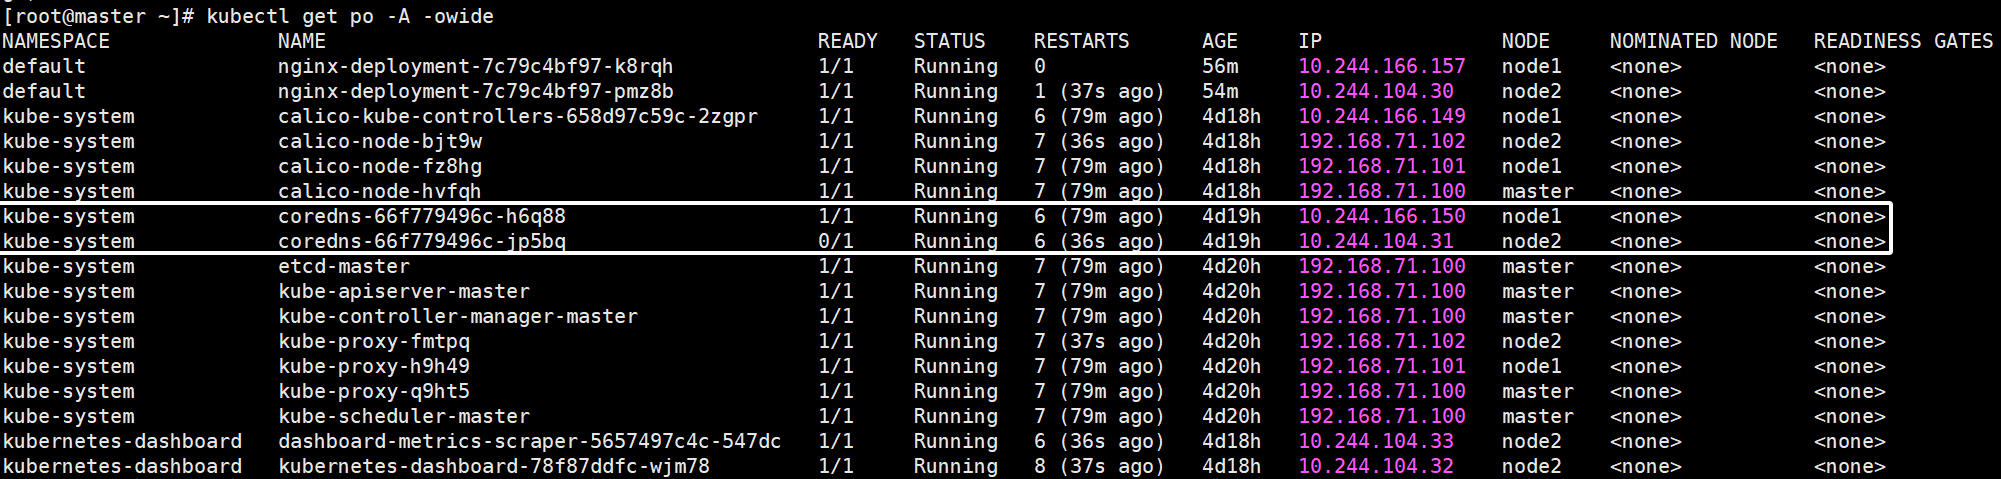 [root@master ~]# kubectl get po -A -owide
NAMESPACE NAME READY STATUS RESTARTS AGE IP NODE NOMINATED NODE READINESS GATES
default nginx-deployment-7c79c4bf97-k8rqh 1/1 Running 0 56m 10.244.166.157 node1 <none> <none>
default nginx-deployment-7c79c4bf97-pmz8b 1/1 Running 1 (37s ago) 54m 10.244.104.30 node2 <none> <none>
kube-system calico-kube-controllers-658d97c59c-2zgpr 1/1 Running 6 (79m ago) 4d18h 10.244.166.149 node1 <none> <none>
kube-system calico-node-bjt9w 1/1 Running 7 (36s ago) 4d18h 192.168.71.102 node2 <none> <none>
kube-system calico-node-fz8hg 1/1 Running 7 (79m ago) 4d18h 192.168.71.101 node1 <none> <none>
kube-system calico-node-hvfqh 1/1 Running 7 (79m ago) 4d18h 192.168.71.100 master <none> <none>
kube-system coredns-66f779496c-h6q88 1/1 Running 6 (79m ago) 4d19h 10.244.166.150 node1 <none> <none>
kube-system coredns-66f779496c-jp5bq 0/1 Running 6 (36s ago) 4d19h 10.244.104.31 node2 <none> <none>
kube-system etcd-master 1/1 Running 7 (79m ago) 4d20h 192.168.71.100 master <none> <none>
kube-system kube-apiserver-master 1/1 Running 7 (79m ago) 4d20h 192.168.71.100 master <none> <none>
kube-system kube-controller-manager-master 1/1 Running 7 (79m ago) 4d20h 192.168.71.100 master <none> <none>
kube-system kube-proxy-fmtpq 1/1 Running 7 (37s ago) 4d20h 192.168.71.102 node2 <none> <none>
kube-system kube-proxy-h9h49 1/1 Running 7 (79m ago) 4d20h 192.168.71.101 node1 <none> <none>
kube-system kube-proxy-q9ht5 1/1 Running 7 (79m ago) 4d20h 192.168.71.100 master <none> <none>
kube-system kube-scheduler-master 1/1 Running 7 (79m ago) 4d20h 192.168.71.100 master <none> <none>
kubernetes-dashboard dashboard-metrics-scraper-5657497c4c-547dc 1/1 Running 6 (36s ago) 4d18h 10.244.104.33 node2 <none> <none>
kubernetes-dashboard kubernetes-dashboard-78f87ddfc-wjm78 1/1 Running 8 (37s ago) 4d18h 10.244.104.32 node2 <none> <none>